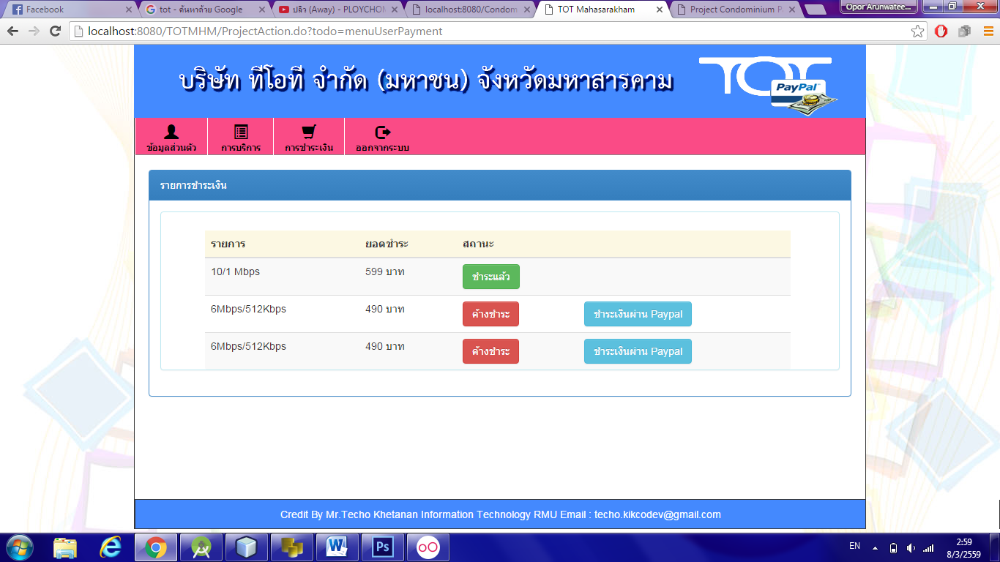 Facebook
tot - ค้นหาด้วย Google
ปลิว (Away) - PLOYCHO
localhost:8080/Condom
TOT Mahasarakham
Project Condominium P
Opor Arunwatee...
localhost:8080/TOTMHM/ProjectAction.do?todo=menuUserPayment
บริษัท ทีโอที จำกัด (มหาชน) จังหวัดมหาสารคาม
TOT
PayPal
ข้อมูลส่วนตัว การบริการ การชำระเงิน ออกจากระบบ
รายการชำระเงิน
รายการ ยอดชำระ สถานะ
10/1 Mbps 599 บาท ชำระแล้ว
6Mbps/512Kbps 490 บาท ค้างชำระ ชำระเงินผ่าน Paypal
6Mbps/512Kbps 490 บาท ค้างชำระ ชำระเงินผ่าน Paypal
Credit By Mr.Techo Khetanan Information Technology RMU Email : techo.kikcodev@gmail.com
W Ps
EN
2:59
8/3/2559